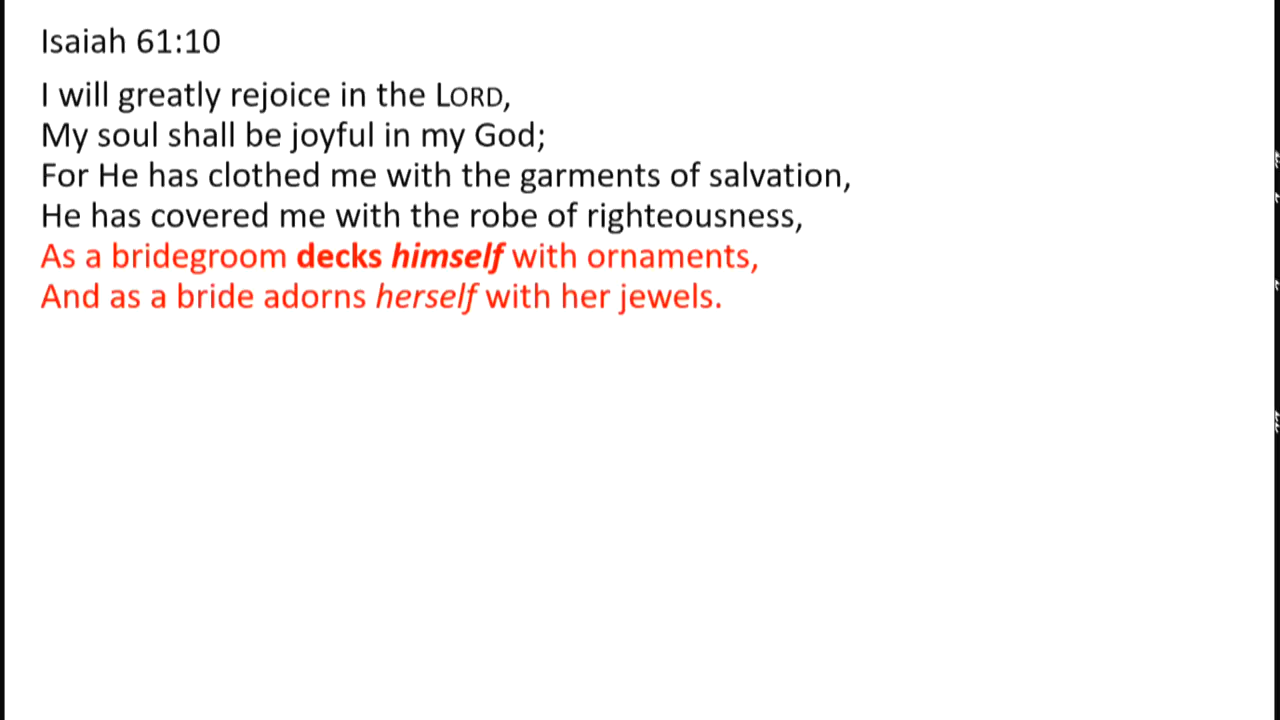 Isaiah 61:10
I will greatly rejoice in the LORD,
My soul shall be joyful in my God;
For He has clothed me with the garments of salvation,
He has covered me with the robe of righteousness,
As a bridegroom decks himself with ornaments,
And as a bride adorns herself with her jewels.